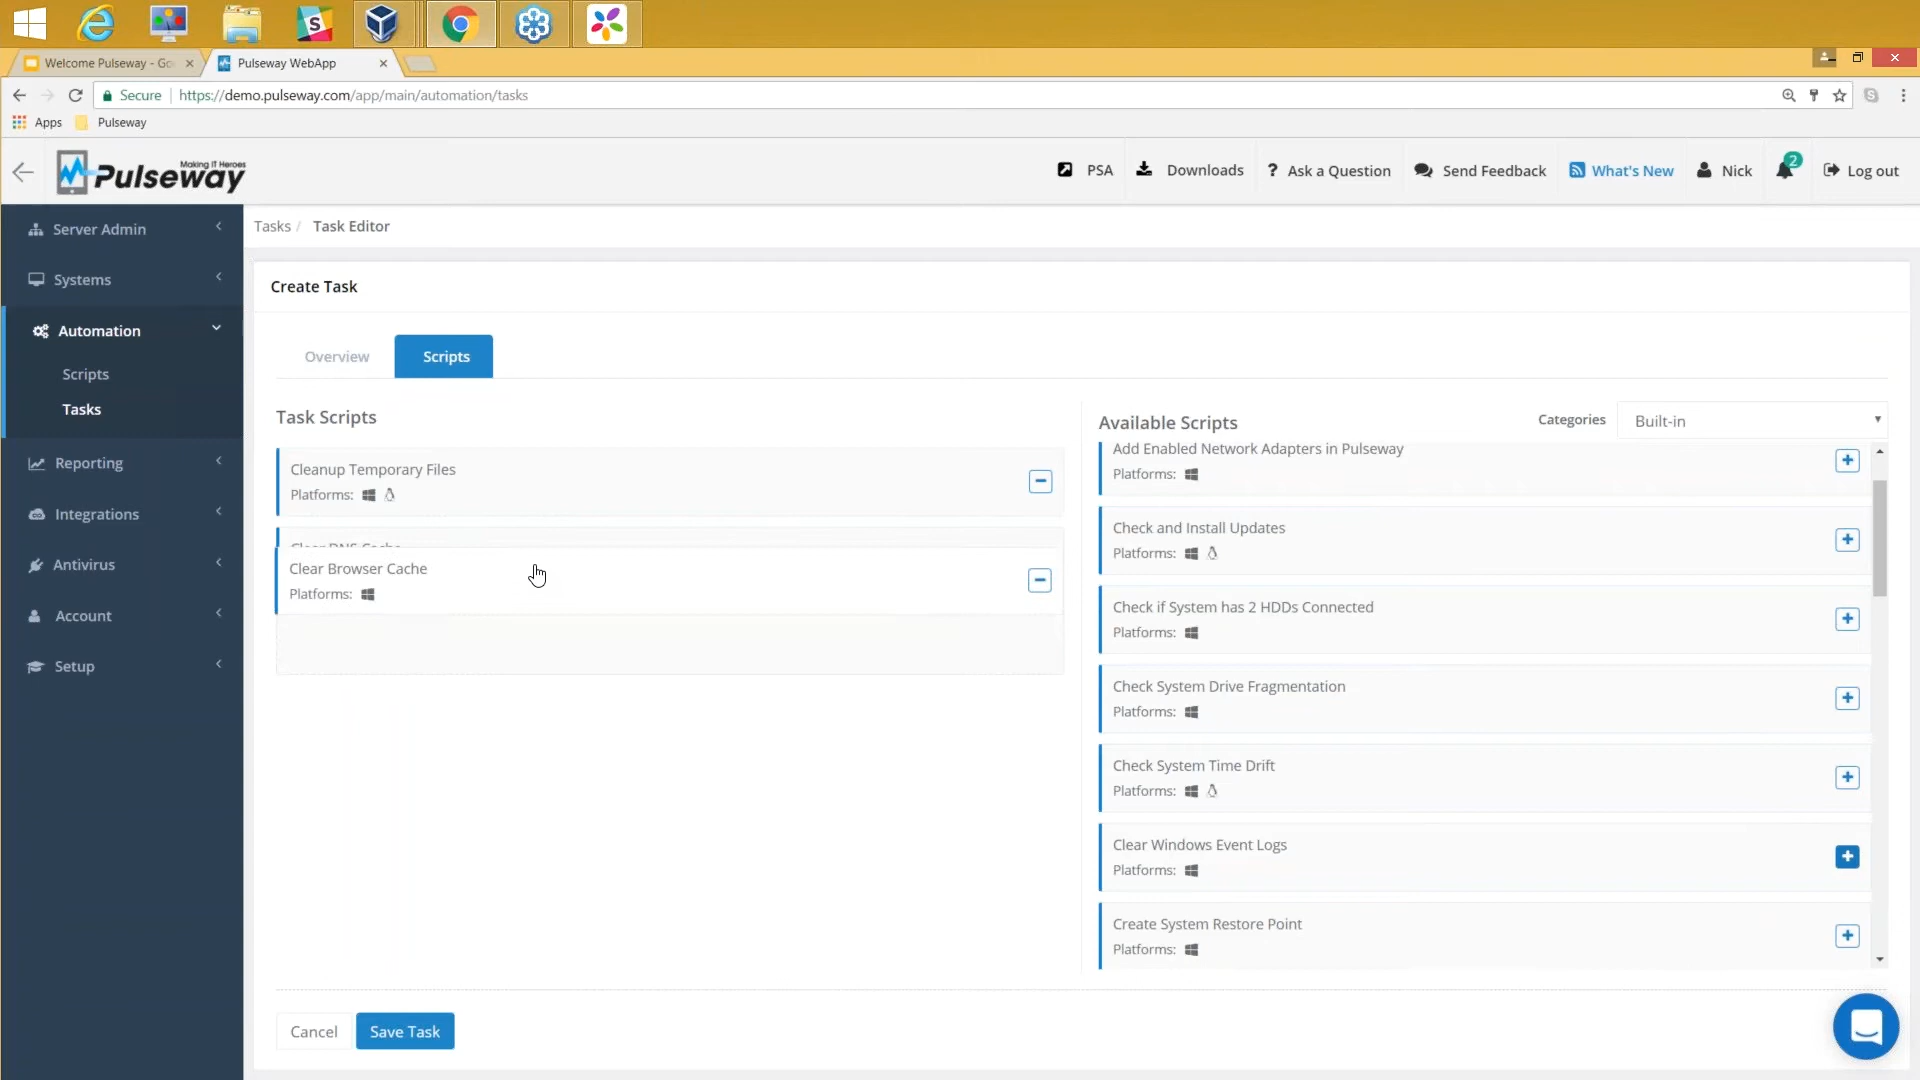 Welcome Pulseway - Go
Pulseway WebApp
Secure
https://demo.pulseway.com/app/main/automation/tasks
Apps
Pulseway
Making IT Heroes
Pulseway
PSA
Downloads
? Ask a Question
Send Feedback
What's New
Nick
2
Log out
Server Admin
Systems
Automation
Scripts
Tasks
Reporting
Integrations
Antivirus
Account
Setup
Tasks / Task Editor
Create Task
Overview
Scripts
Task Scripts
Cleanup Temporary Files
Platforms:
Clear DNS Cache
Clear Browser Cache
Platforms:
Available Scripts
Categories
Built-in
Add Enabled Network Adapters in Pulseway
Platforms:
Check and Install Updates
Platforms:
Check if System has 2 HDDs Connected
Platforms:
Check System Drive Fragmentation
Platforms:
Check System Time Drift
Platforms:
Clear Windows Event Logs
Platforms:
Create System Restore Point
Platforms:
Cancel
Save Task